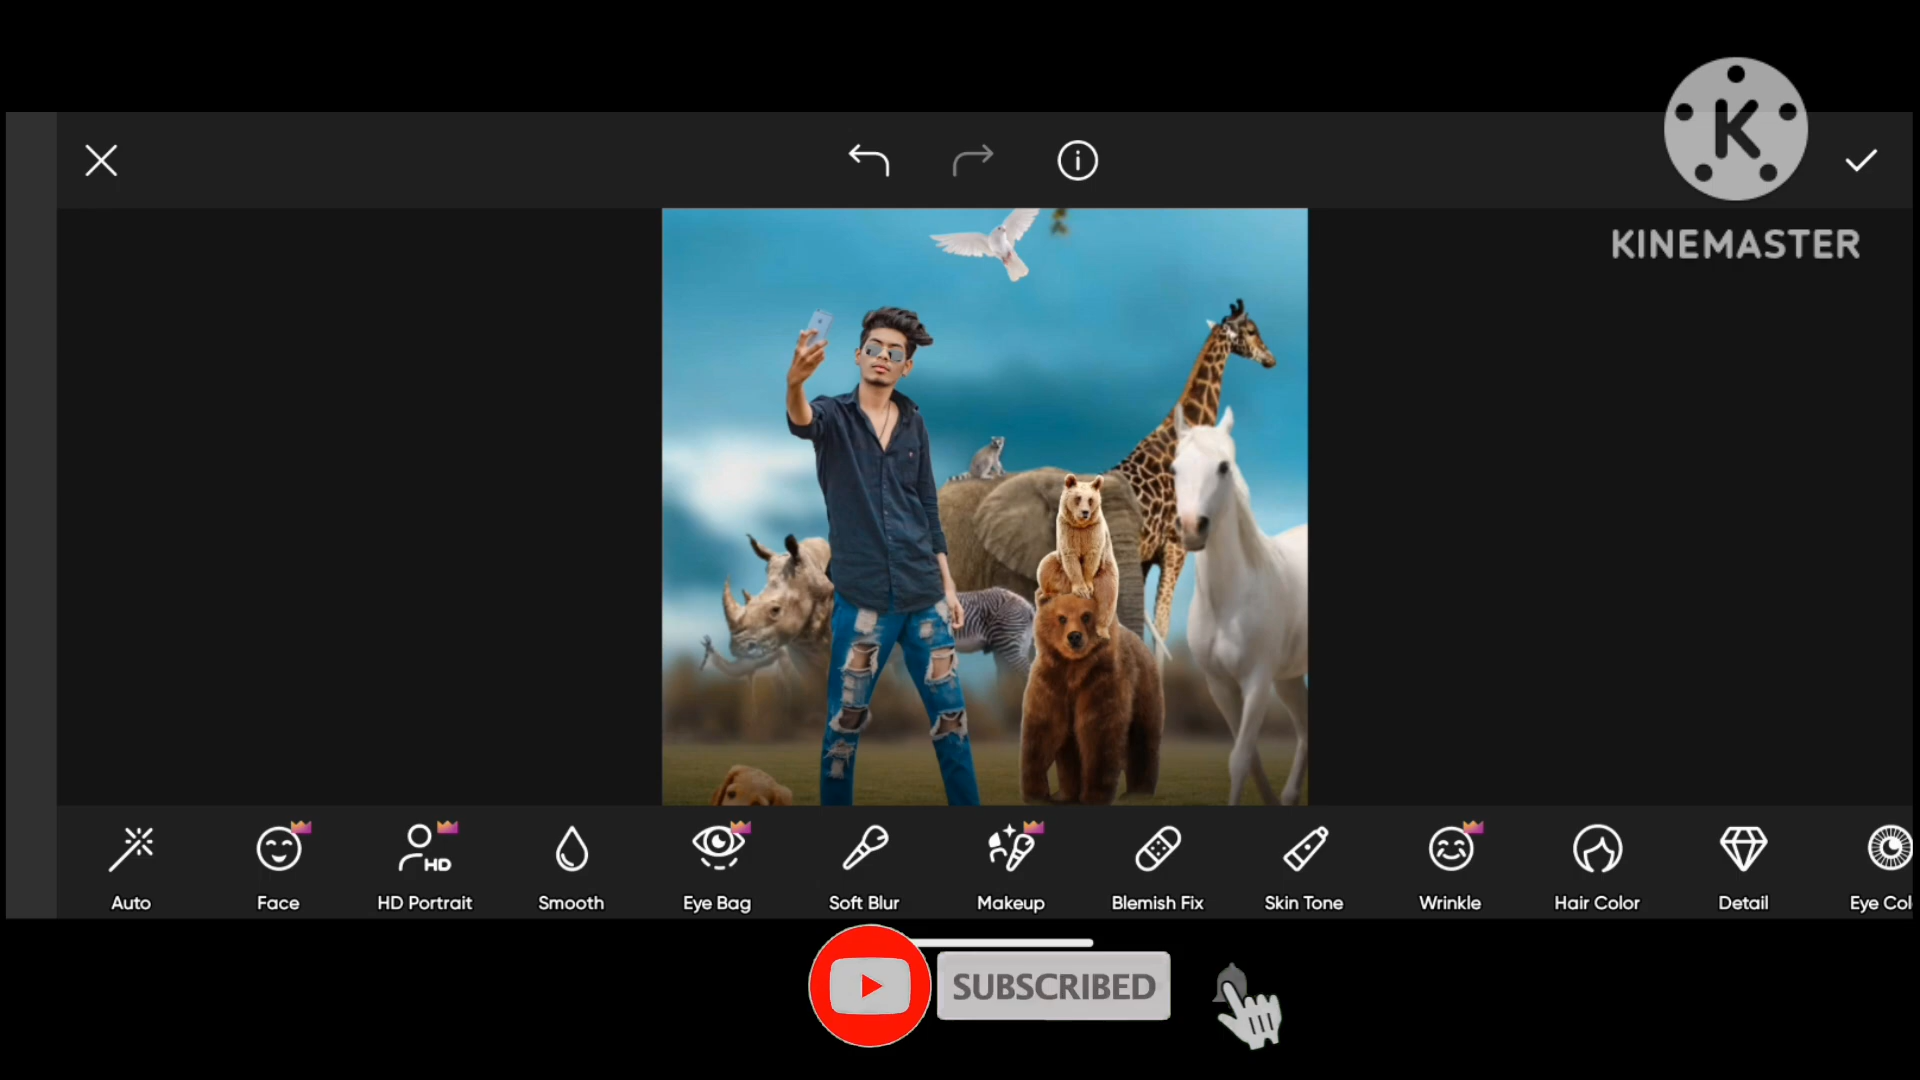 K
KINEMASTER
Auto
Face
HD Portrait
Smooth
Eye Bag
Soft Blur
Makeup
Blemish Fix
Skin Tone
Wrinkle
Hair Color
Detail
Eye Col
SUBSCRIBED